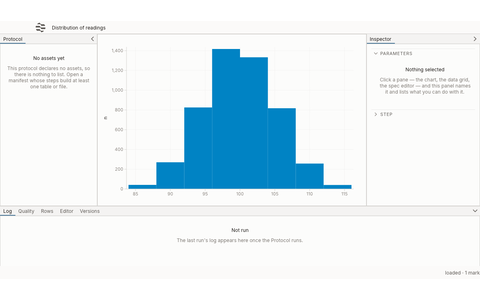 Distribution of readings
Protocol
No assets yet
This protocol declares no assets, so
there is nothing to list. Open a
manifest whose steps build at least
one table or file.
1,400
1,200
1,000
800
600
400
200
0
85
90
95
100
105
110
115
Inspector
PARAMETERS
Nothing selected
Click a pane — the chart, the data grid,
the spec editor — and this panel names
it and lists what you can do with it.
STEP
Log Quality Rows Editor Versions
Not run
The last run's log appears here once the Protocol runs.
loaded · 1 mark